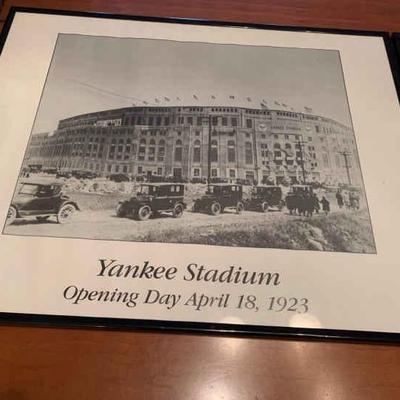 Yankee Stadium
Opening Day April 18, 1923